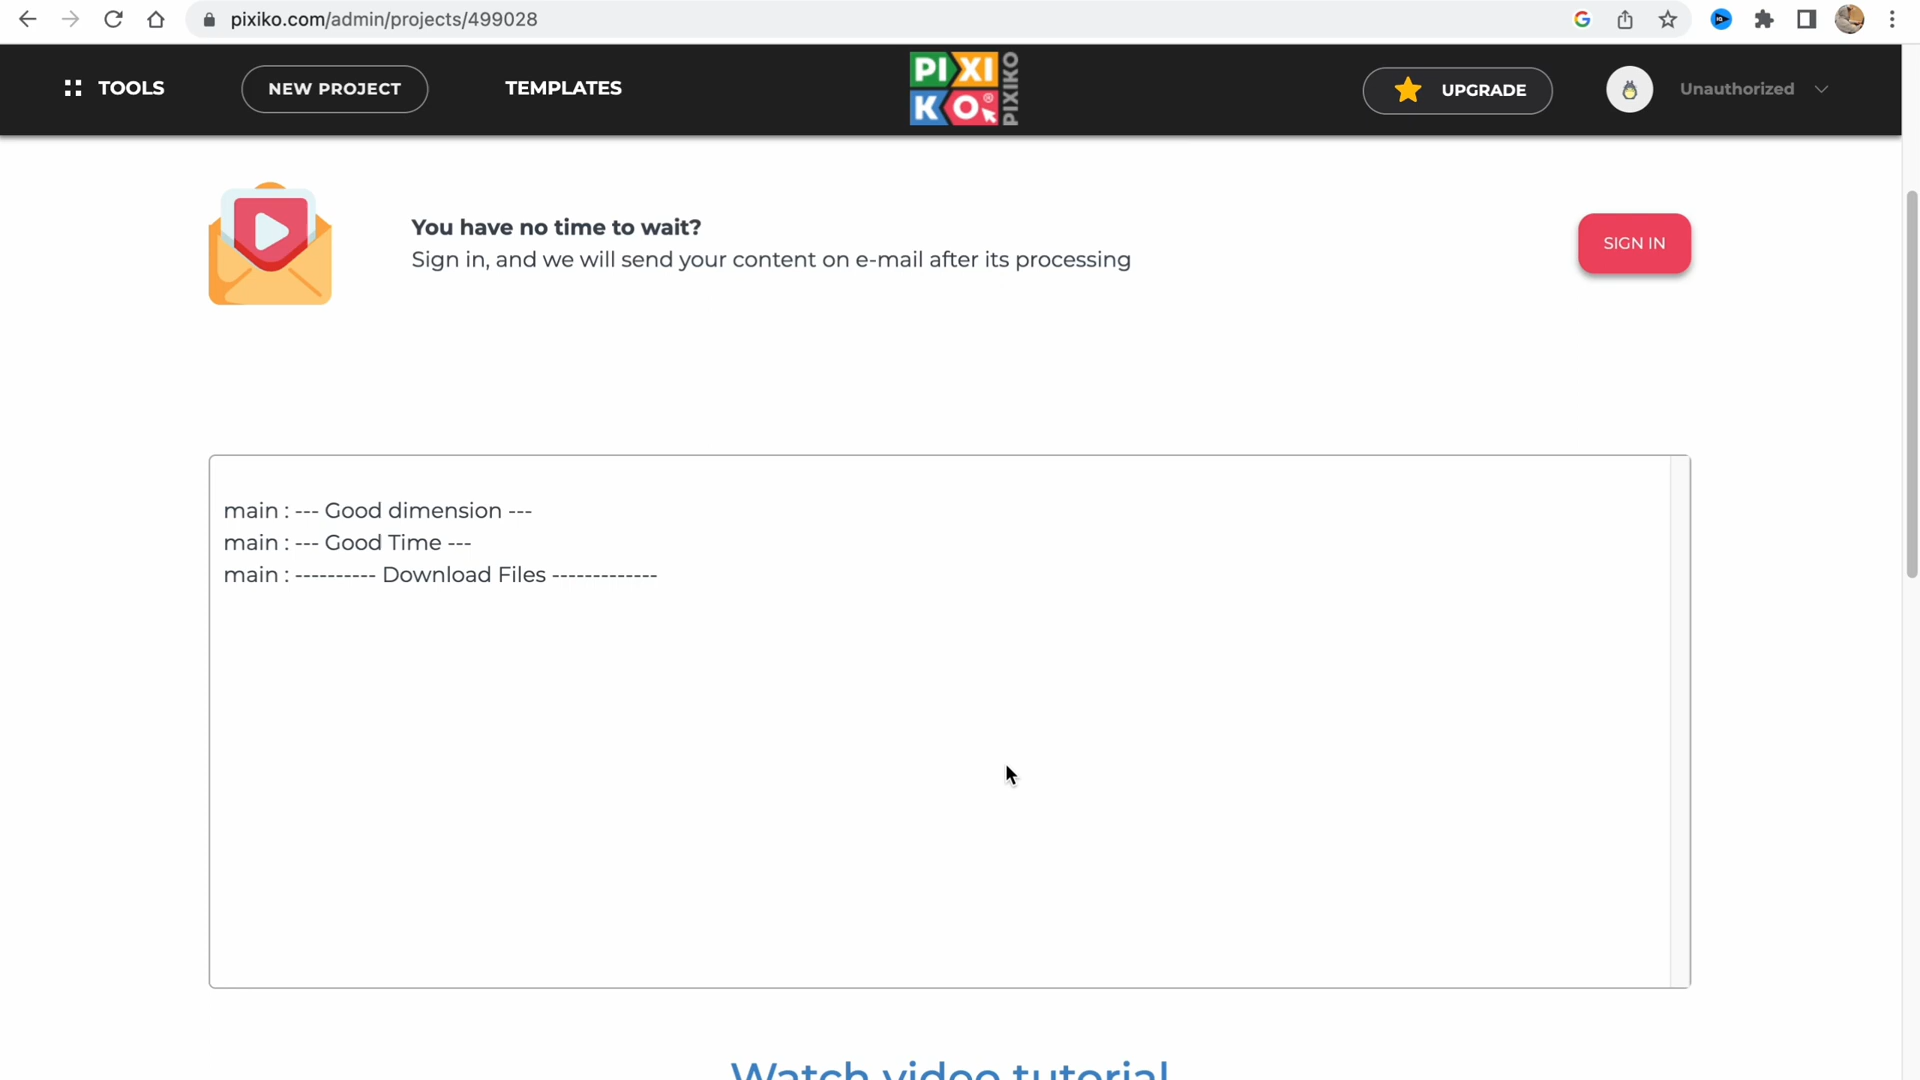 pixiko.com/admin/projects/499028
TOOLS
NEW PROJECT
TEMPLATES
PIXI
KO®
PIXIKO
UPGRADE
Unauthorized
You have no time to wait?
Sign in, and we will send your content on e-mail after its processing
SIGN IN
main : --- Good dimension ---
main : --- Good Time ---
main : ---------- Download Files -------------
Watch video tutorial